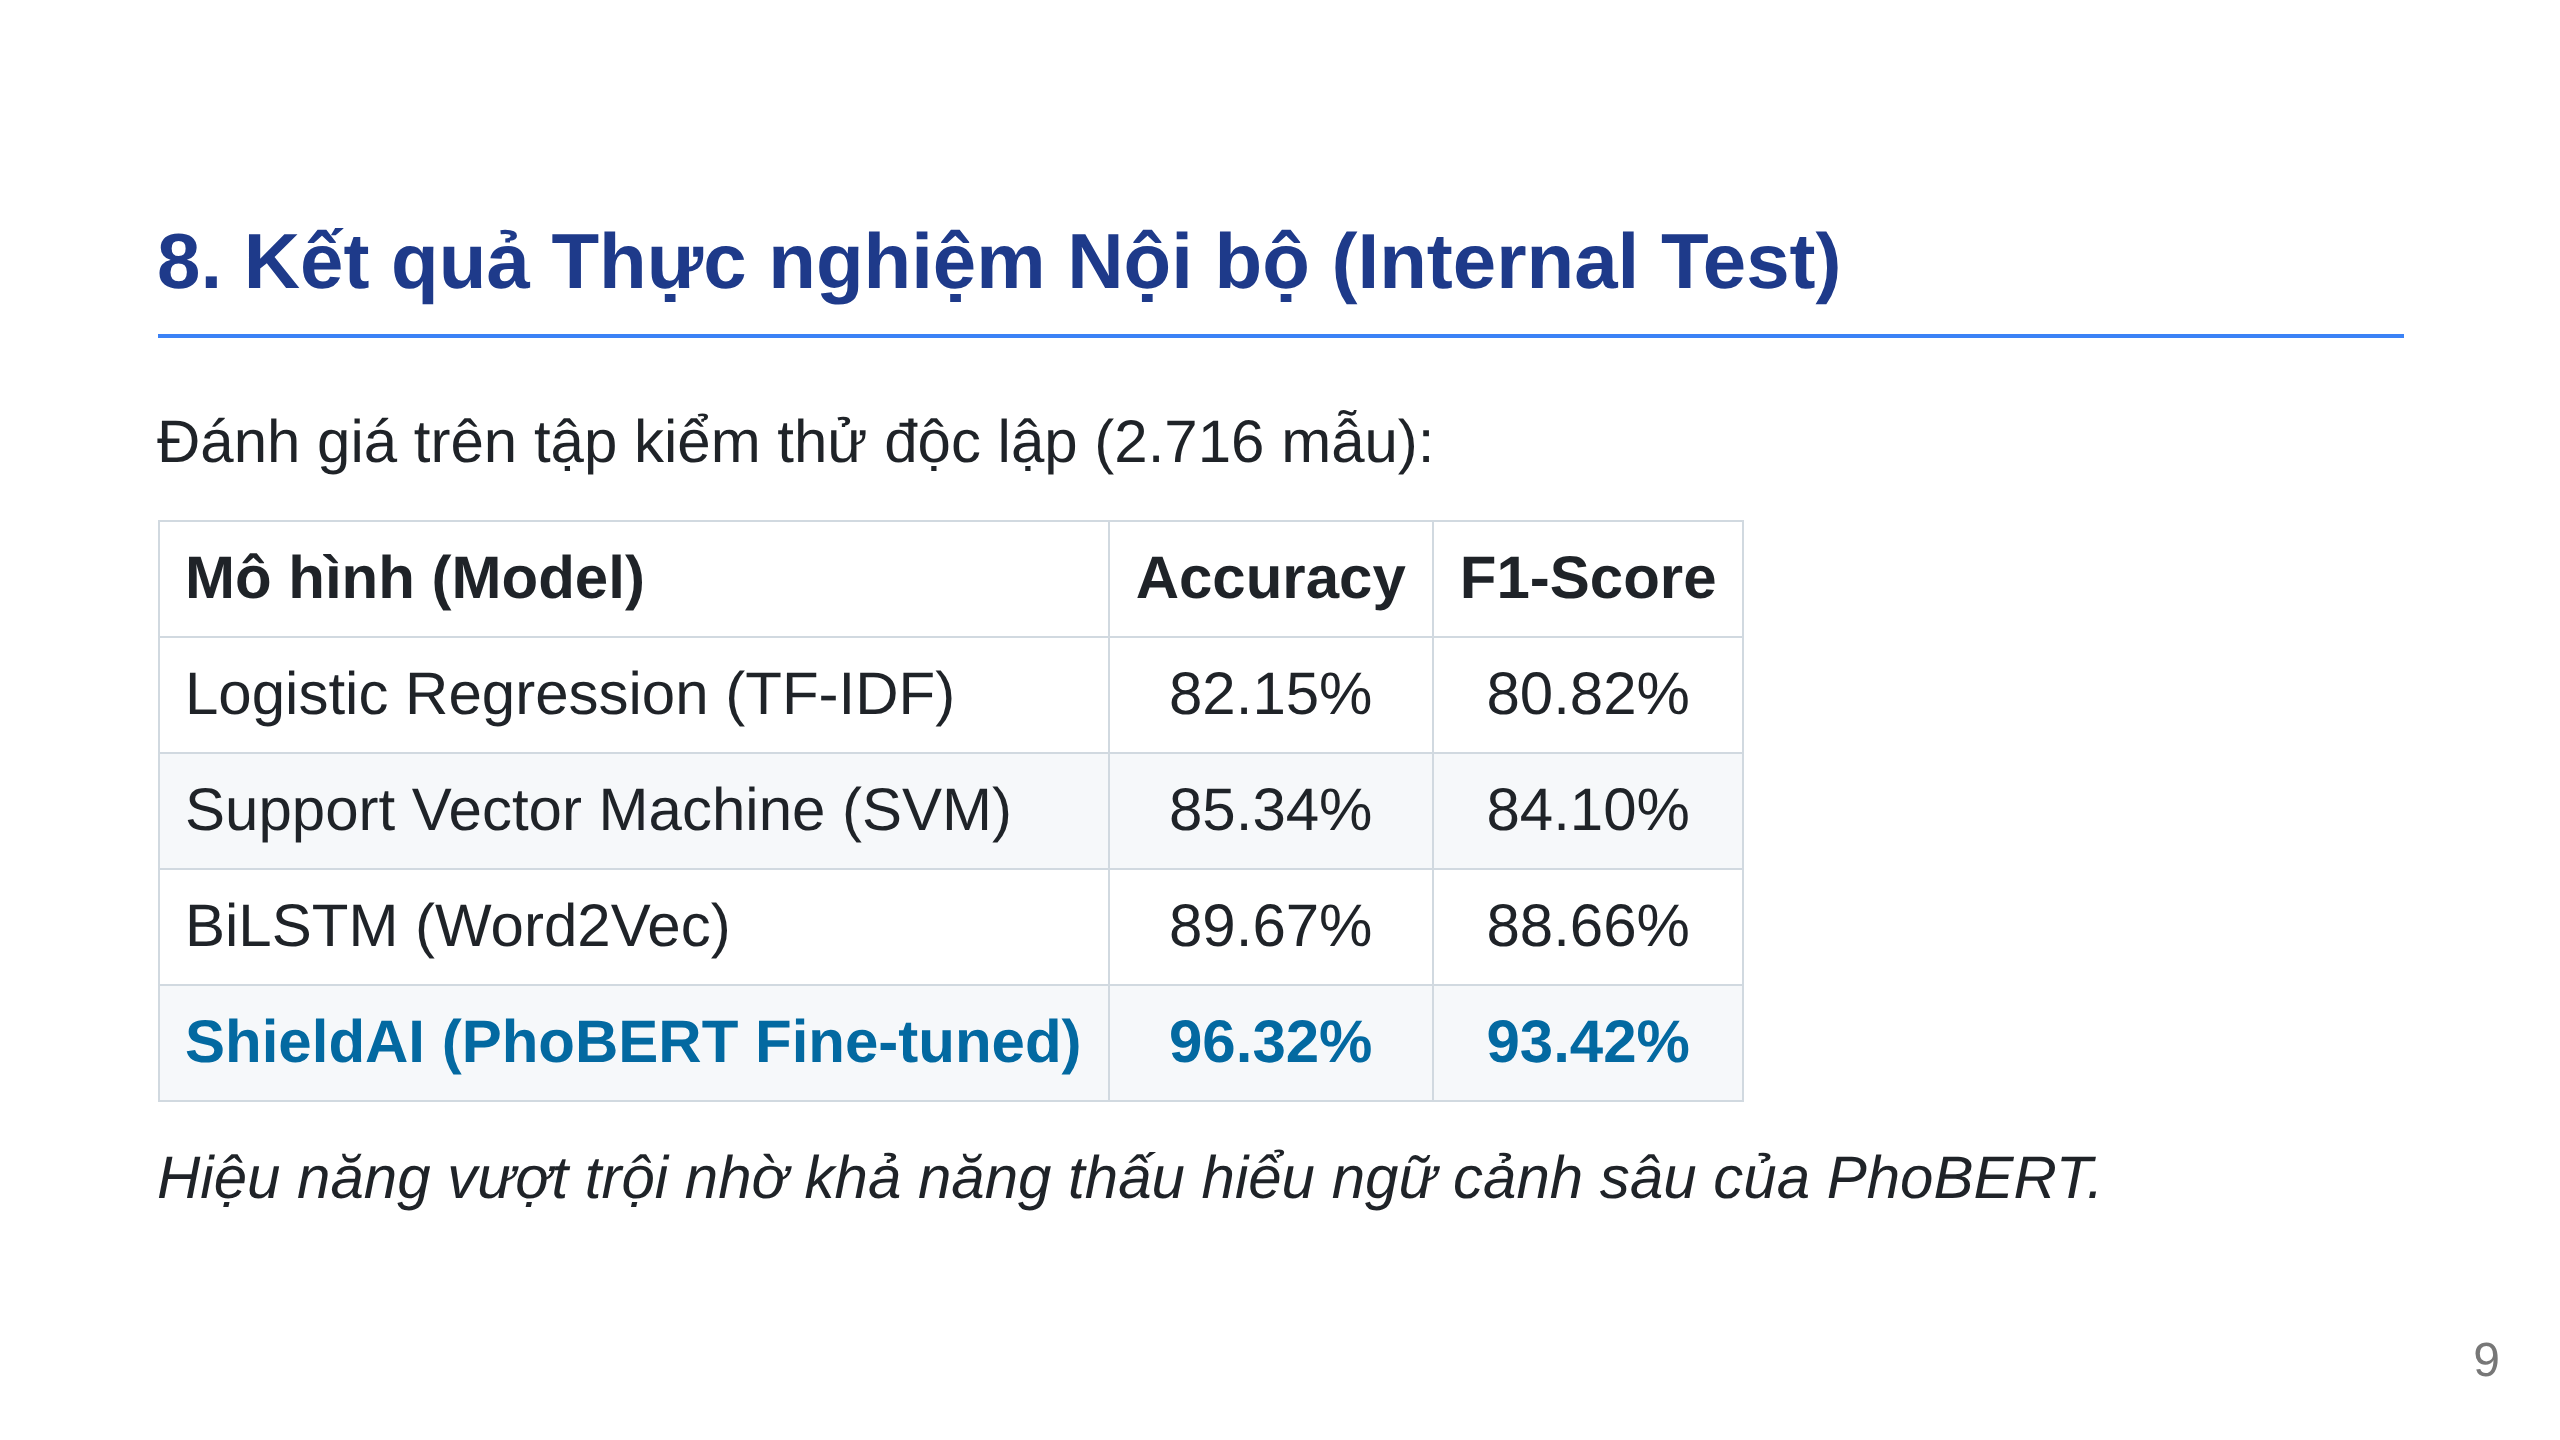 8. Kết quả Thực nghiệm Nội bộ (Internal Test)
Đánh giá trên tập kiểm thử độc lập (2.716 mẫu):
Mô hình (Model) Accuracy F1-Score
Logistic Regression (TF-IDF) 82.15% 80.82%
Support Vector Machine (SVM) 85.34% 84.10%
BiLSTM (Word2Vec) 89.67% 88.66%
ShieldAI (PhoBERT Fine-tuned) 96.32% 93.42%
Hiệu năng vượt trội nhờ khả năng thấu hiểu ngữ cảnh sâu của PhoBERT.
9